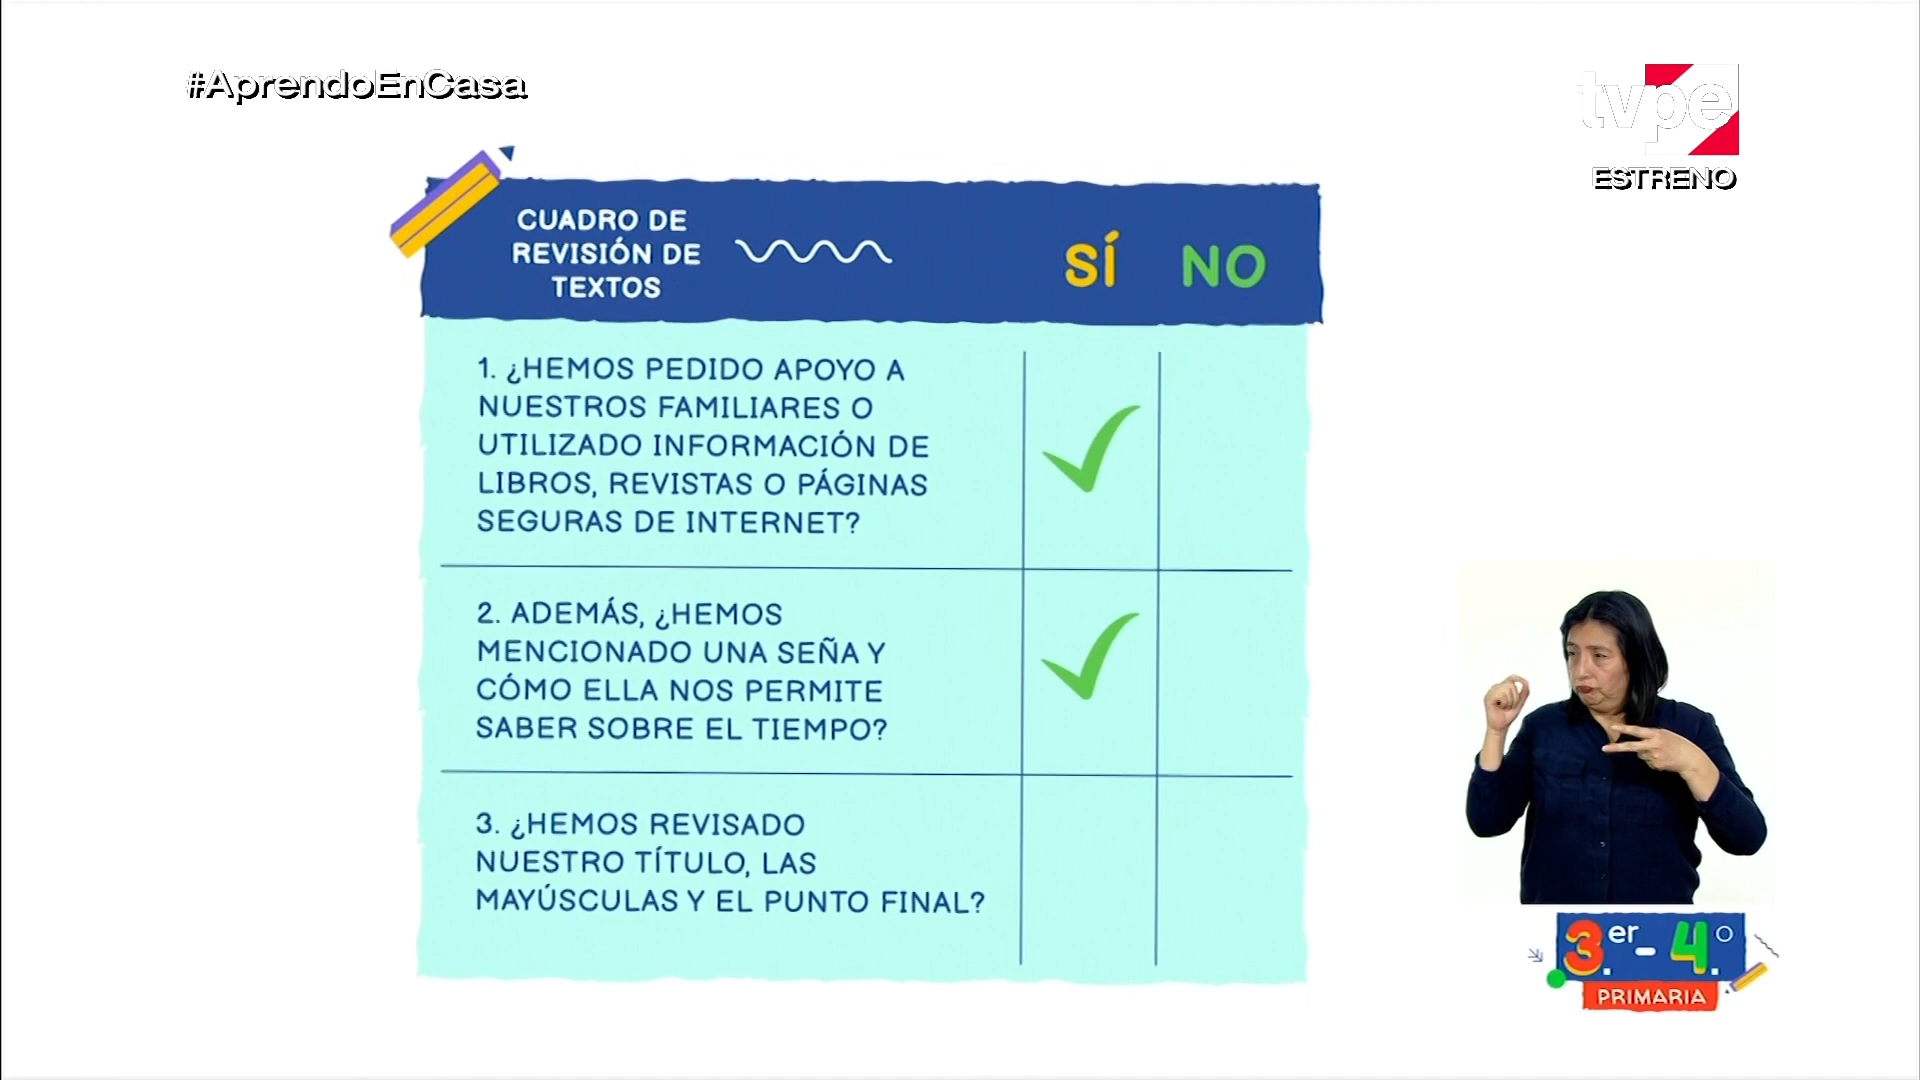 #AprendoEnCasa
tvpe
ESTRENO
CUADRO DE
REVISIÓN DE
TEXTOS
SÍ NO
1. ¿HEMOS PEDIDO APOYO A
NUESTROS FAMILIARES O
UTILIZADO INFORMACIÓN DE
LIBROS, REVISTAS O PÁGINAS
SEGURAS DE INTERNET?
2. ADEMÁS, ¿HEMOS
MENCIONADO UNA SEÑA Y
CÓMO ELLA NOS PERMITE
SABER SOBRE EL TIEMPO?
3. ¿HEMOS REVISADO
NUESTRO TÍTULO, LAS
MAYÚSCULAS Y EL PUNTO FINAL?
3.er - 4.º
PRIMARIA